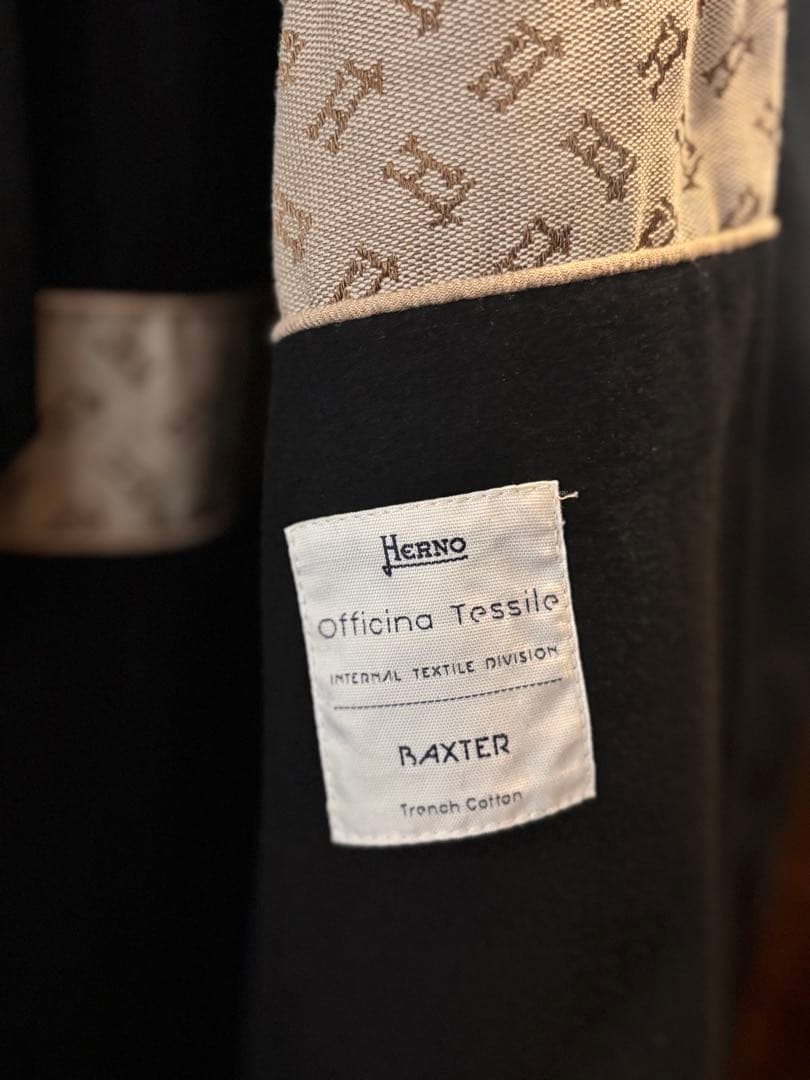 HERNO
Officina Tessile
INTERNAL TEXTILE DIVISION
BAXTER
Trench Cotton